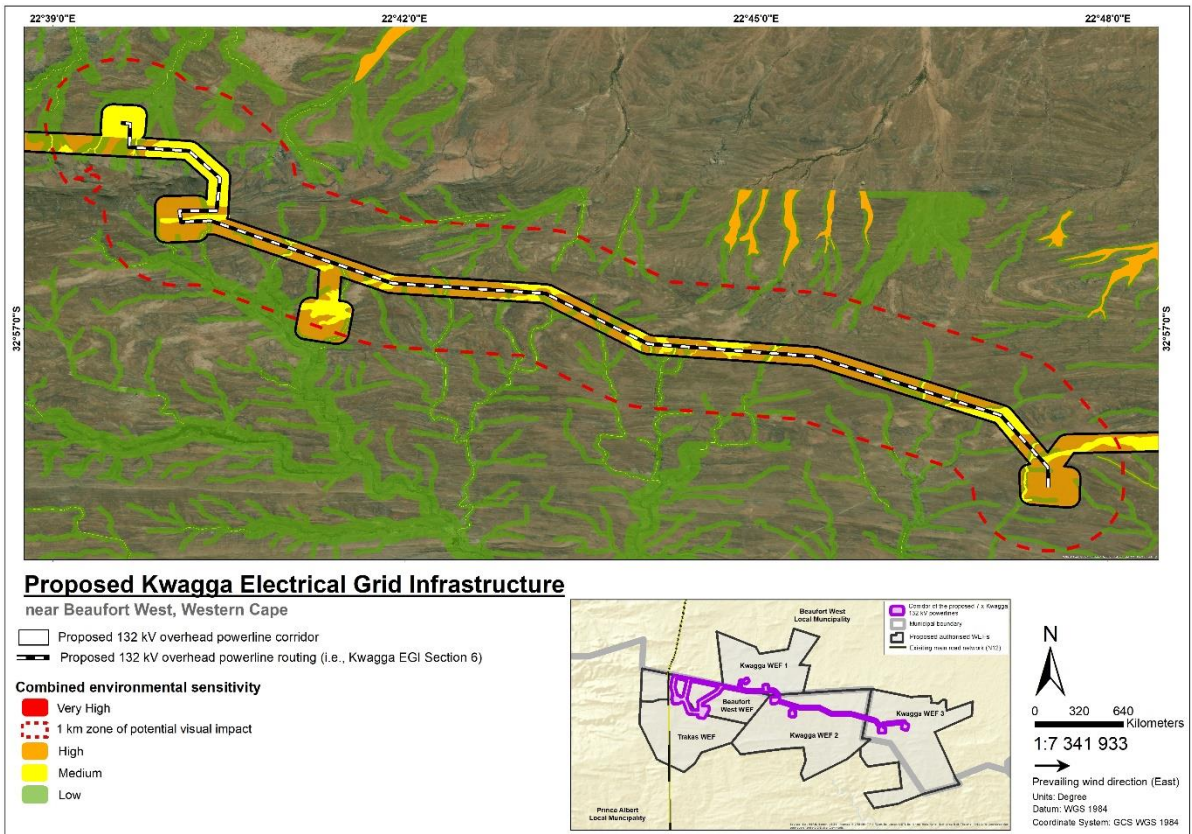 22°39'0"E
22°42'0"E
22°45'0"E
22°48'0"E
32°57'0"S
32°57'0"S
Proposed Kwagga Electrical Grid Infrastructure
near Beaufort West, Western Cape
Proposed 132 kV overhead powerline corridor
Proposed 132 kV overhead powerline routing (i.e., Kwagga EGI Section 6)
Combined environmental sensitivity
Very High
1 km zone of potential visual impact
High
Medium
Low
Beaufort West
Local Municipality
Corridor of the proposed 7 x Kwagga
132 kV powerlines
Municipal boundary
Proposed authorised WEFs
Existing main road network (N12)
Kwagga WEF 1
Beaufort
West WEF
Kwagga WEF 3
Trakas WEF
Kwagga WEF 2
Prince Albert
Local Municipality
N
0 320 640
Kilometers
1:7 341 933
Prevailing wind direction (East)
Units: Degree
Datum: WGS 1984
Coordinate System: GCS WGS 1984